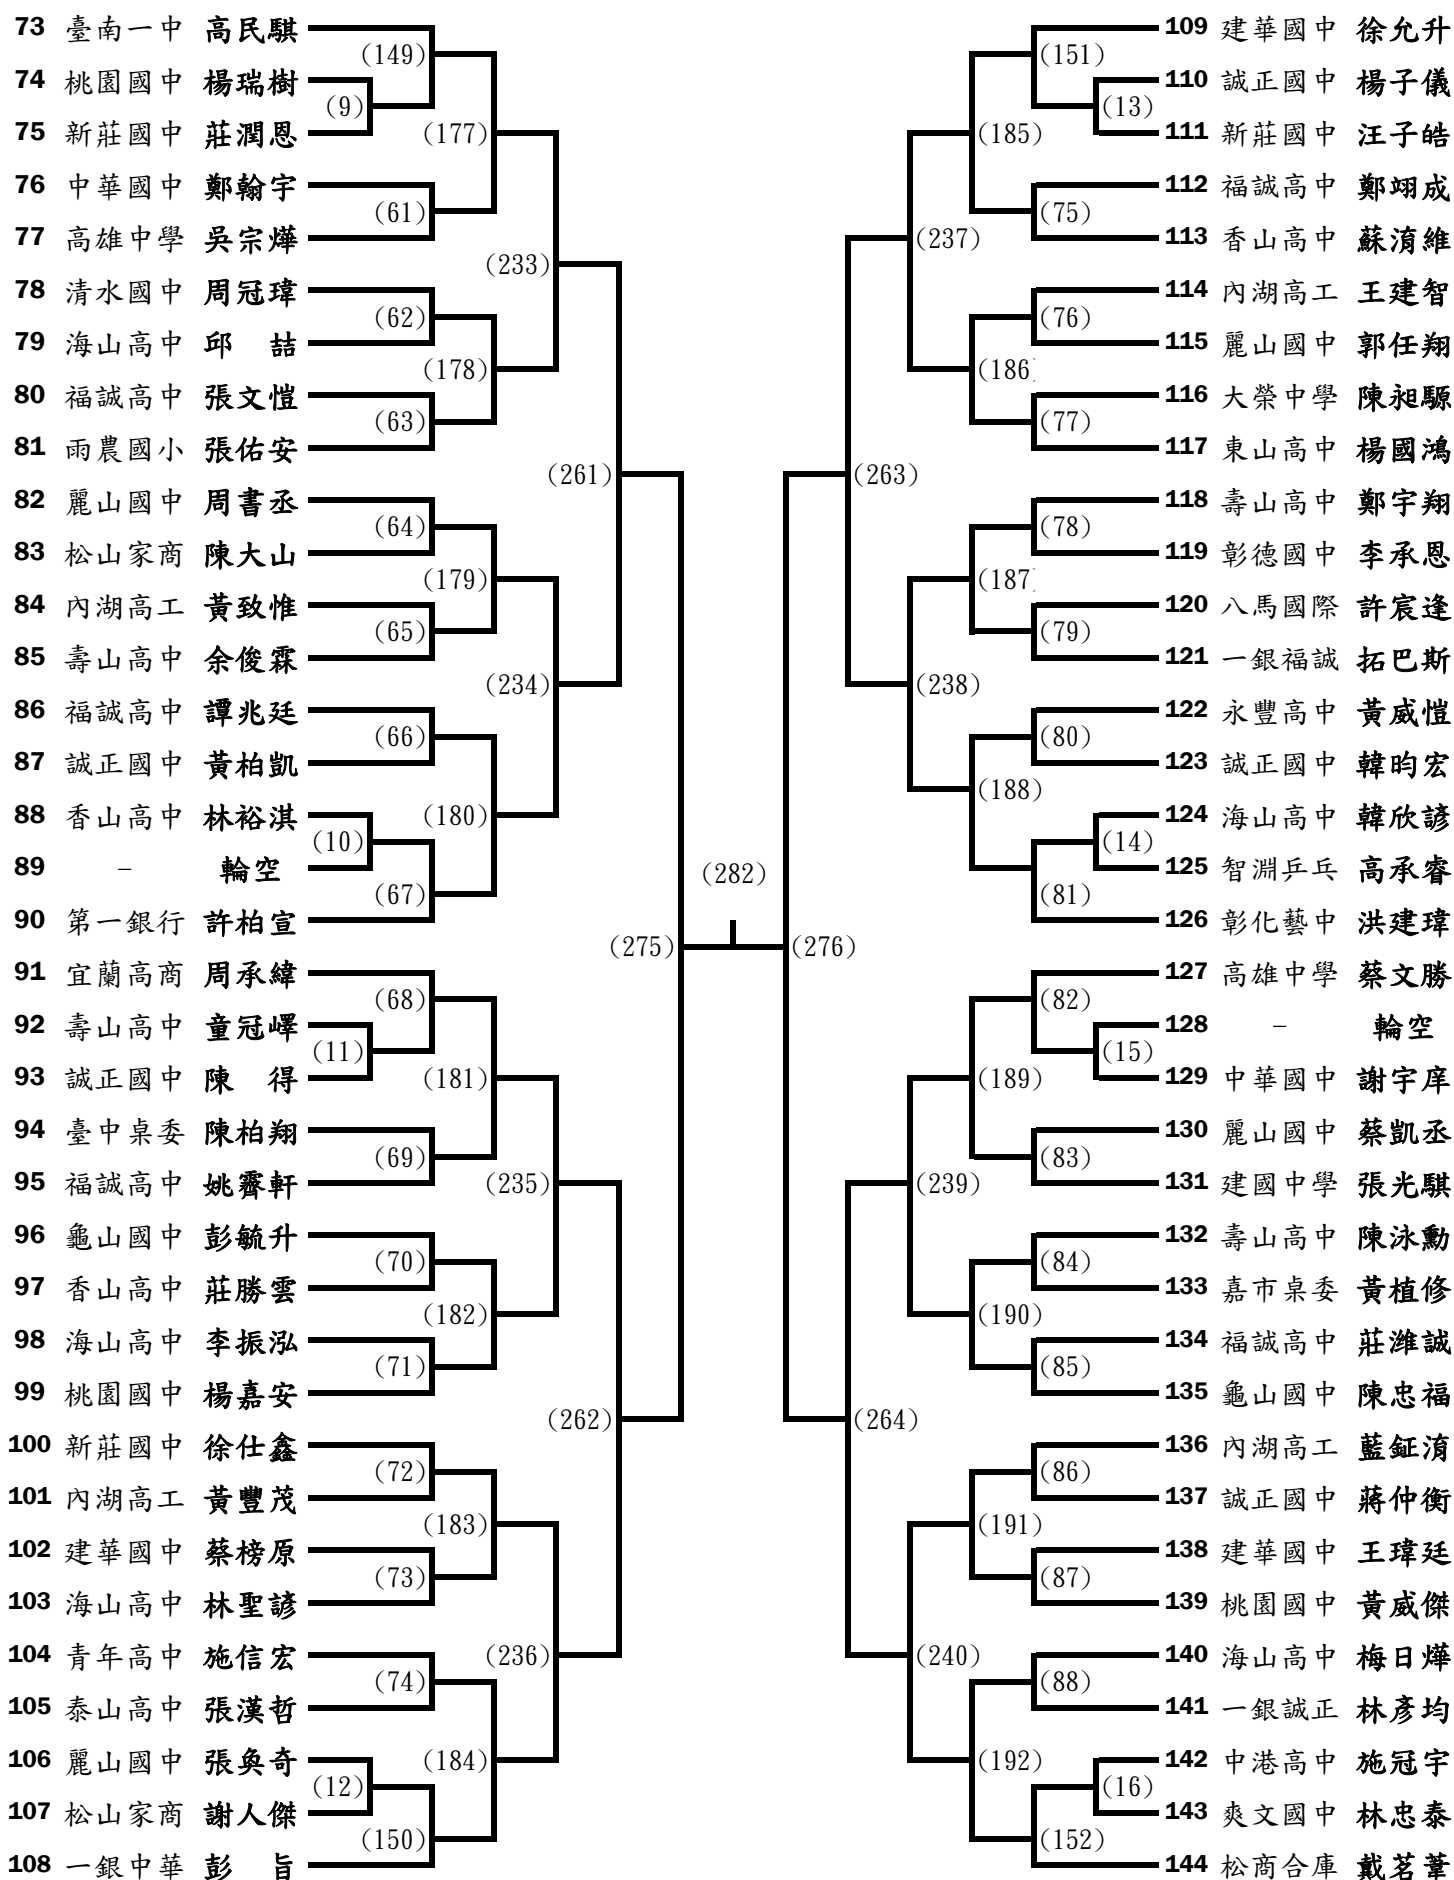 73 臺南一中 高民騏
(149)
74 桃園國中 楊瑞樹
(9)
75 新莊國中 莊潤恩
(177)
76 中華國中 鄭翰宇
(61)
77 高雄中學 吳宗燁
(233)
78 清水國中 周冠瑋
(62)
79 海山高中 邱 喆
(178)
80 福誠高中 張文愷
(63)
81 雨農國小 張佑安
(261)
82 麗山國中 周書丞
(64)
83 松山家商 陳大山
(179)
84 內湖高工 黃致惟
(65)
85 壽山高中 余俊霖
(234)
86 福誠高中 譚兆廷
(66)
87 誠正國中 黃柏凱
88 香山高中 林裕淇
(180)
(10)
89 － 輪空
(67)
90 第一銀行 許柏宣
(275)
91 宜蘭高商 周承緯
(68)
92 壽山高中 童冠嶧
(11)
93 誠正國中 陳 得
(181)
94 臺中桌委 陳柏翔
(69)
95 福誠高中 姚霽軒
(235)
96 龜山國中 彭毓升
(70)
97 香山高中 莊勝雲
(182)
98 海山高中 李振泓
(71)
99 桃園國中 楊嘉安
(262)
100 新莊國中 徐仕鑫
(72)
101 內湖高工 黃豐茂
(183)
102 建華國中 蔡榜原
(73)
103 海山高中 林聖諺
104 青年高中 施信宏
(236)
(74)
105 泰山高中 張漢哲
106 麗山國中 張奐奇
(184)
(12)
107 松山家商 謝人傑
(150)
108 一銀中華 彭 旨
(282)
109 建華國中 徐允升
(151)
110 誠正國中 楊子儀
(13)
111 新莊國中 汪子皓
(185)
112 福誠高中 鄭翊成
(75)
113 香山高中 蘇淯維
(237)
114 內湖高工 王建智
(76)
115 麗山國中 郭任翔
(186)
116 大榮中學 陳昶騵
(77)
117 東山高中 楊國鴻
(263)
118 壽山高中 鄭宇翔
(78)
119 彰德國中 李承恩
(187)
120 八馬國際 許宸逢
(79)
121 一銀福誠 拓巴斯
(238)
122 永豐高中 黃威愷
(80)
123 誠正國中 韓昀宏
(188)
124 海山高中 韓欣諺
(14)
125 智淵乒乓 高承睿
(81)
126 彰化藝中 洪建瑋
(276)
127 高雄中學 蔡文勝
(82)
128 － 輪空
(15)
129 中華國中 謝宇庠
(189)
130 麗山國中 蔡凱丞
(83)
131 建國中學 張光騏
(239)
132 壽山高中 陳泳勳
(84)
133 嘉市桌委 黃植修
(190)
134 福誠高中 莊濰誠
(85)
135 龜山國中 陳忠福
(264)
136 內湖高工 藍鉦淯
(86)
137 誠正國中 蔣仲衡
(191)
138 建華國中 王瑋廷
(87)
139 桃園國中 黃威傑
140 海山高中 梅日燁
(240)
(88)
141 一銀誠正 林彥均
142 中港高中 施冠宇
(192)
(16)
143 爽文國中 林忠泰
(152)
144 松商合庫 戴茗葦